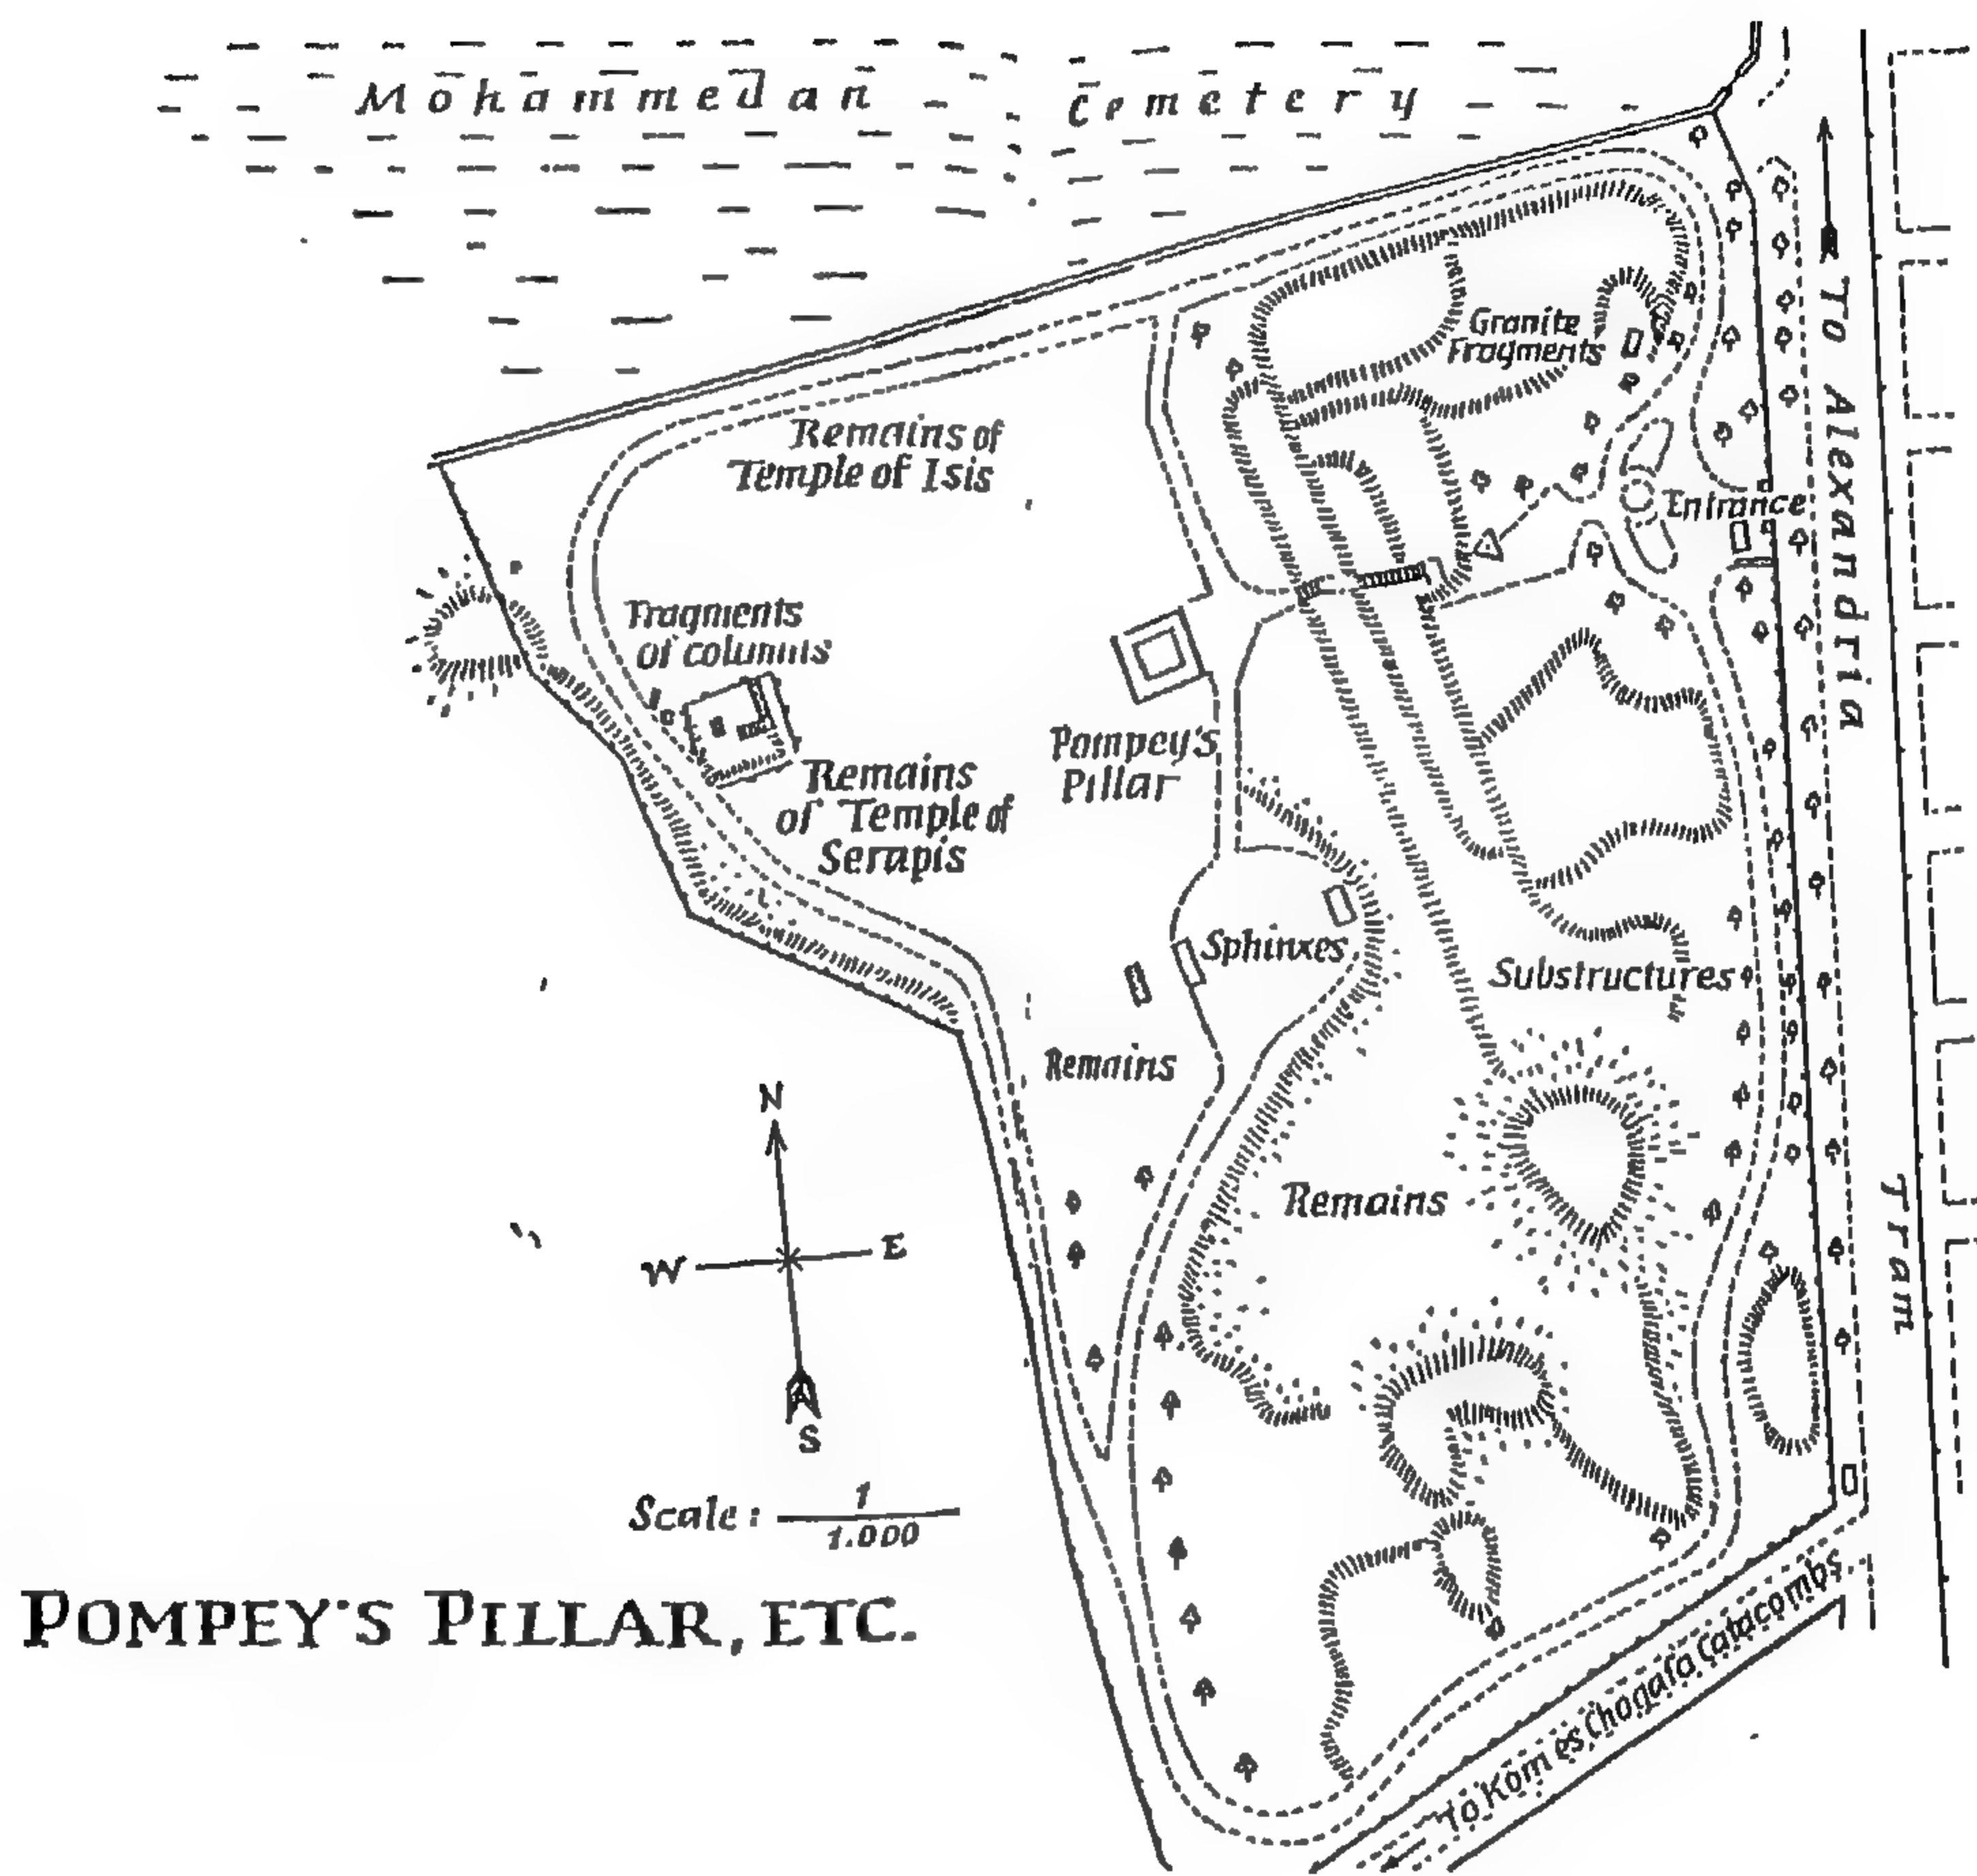 Mohammedan Cemetery
Granite
Fragments
Remains of
Temple of Isis
Entrance
To Alexandria
Fragments
of columns
Pompey's
Pillar
Remains
of Temple of
Serapis
Sphinxes
Substructures
Remains
N
Remains
Tram
W E
S
Scale: 1
1.000
POMPEY'S PILLAR, ETC.
To Kôm es Chogafa Catacombs